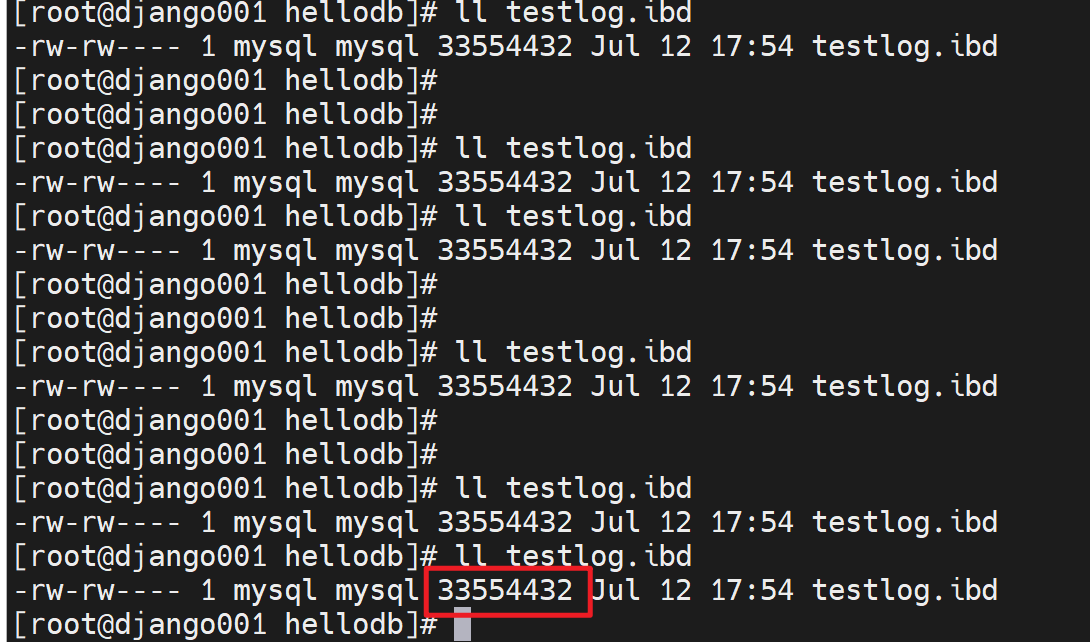 [root@django001 hellodb]# ll testlog.ibd
-rw-rw---- 1 mysql mysql 33554432 Jul 12 17:54 testlog.ibd
[root@django001 hellodb]#
[root@django001 hellodb]#
[root@django001 hellodb]# ll testlog.ibd
-rw-rw---- 1 mysql mysql 33554432 Jul 12 17:54 testlog.ibd
[root@django001 hellodb]# ll testlog.ibd
-rw-rw---- 1 mysql mysql 33554432 Jul 12 17:54 testlog.ibd
[root@django001 hellodb]#
[root@django001 hellodb]#
[root@django001 hellodb]# ll testlog.ibd
-rw-rw---- 1 mysql mysql 33554432 Jul 12 17:54 testlog.ibd
[root@django001 hellodb]#
[root@django001 hellodb]#
[root@django001 hellodb]# ll testlog.ibd
-rw-rw---- 1 mysql mysql 33554432 Jul 12 17:54 testlog.ibd
[root@django001 hellodb]# ll testlog.ibd
-rw-rw---- 1 mysql mysql 33554432 Jul 12 17:54 testlog.ibd
[root@django001 hellodb]#